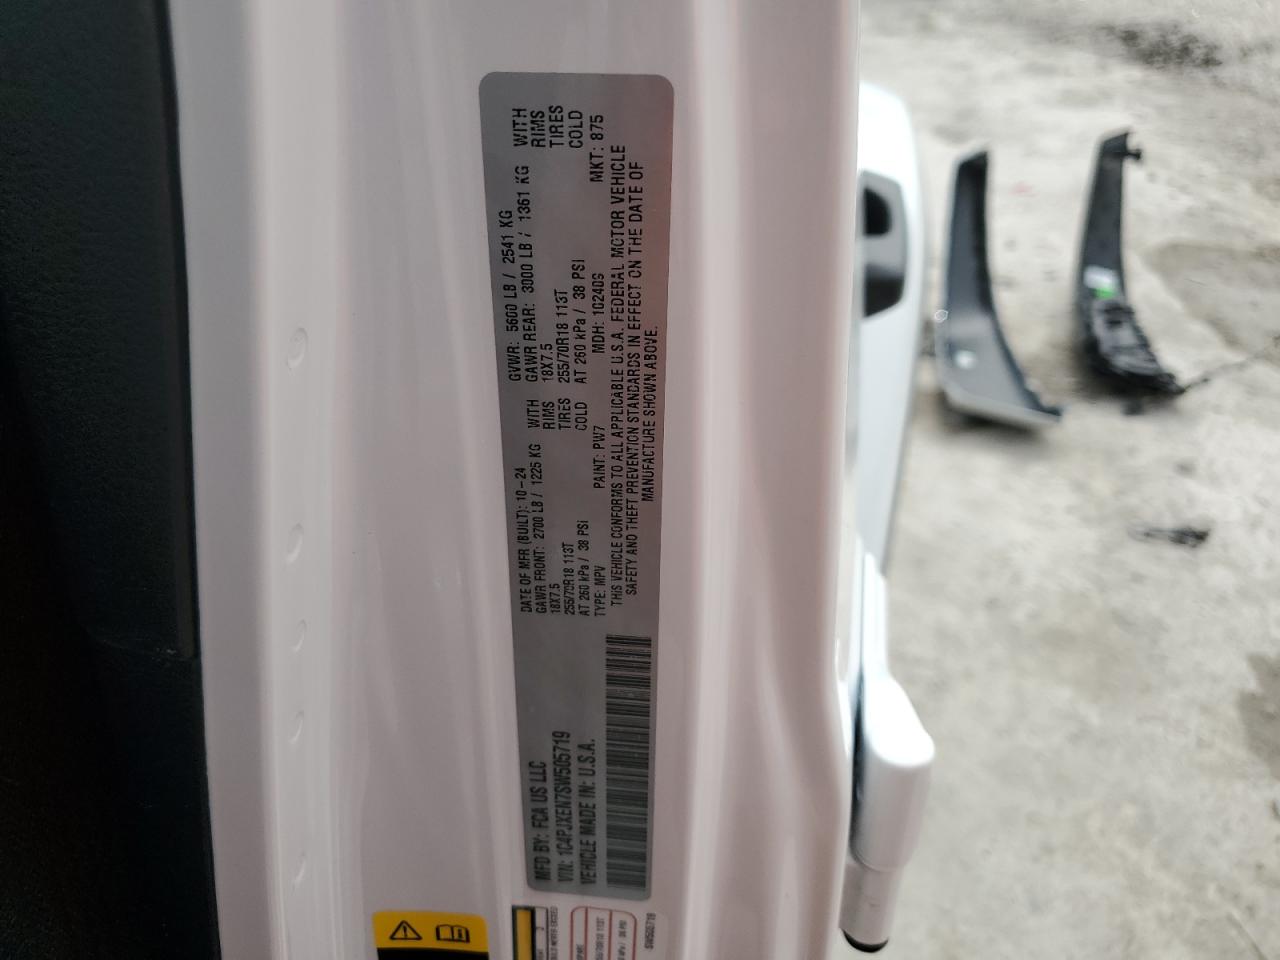 MFD BY: FCA US LLC
VIN: 1C4PJXEN7SW505719
VEHICLE MADE IN: U.S.A.
DATE OF MFR (BUILT): 10-24 GVWR: 5600 LB / 2541 KG
GAWR FRONT: 2700 LB / 1225 KG WITH GAWR REAR: 3000 LB / 1361 KG WITH
18X7.5 RIMS 18X7.5 RIMS
255/70R18 113T TIRES 255/70R18 113T TIRES
AT 260 kPa / 38 PSI COLD AT 260 kPa / 38 PSI COLD
TYPE: MPV PAINT: PW7 MDH: 102406 MKT: 875
THIS VEHICLE CONFORMS TO ALL APPLICABLE U.S.A. FEDERAL MOTOR VEHICLE
SAFETY AND THEFT PREVENTION STANDARDS IN EFFECT ON THE DATE OF
MANUFACTURE SHOWN ABOVE.
SW505719